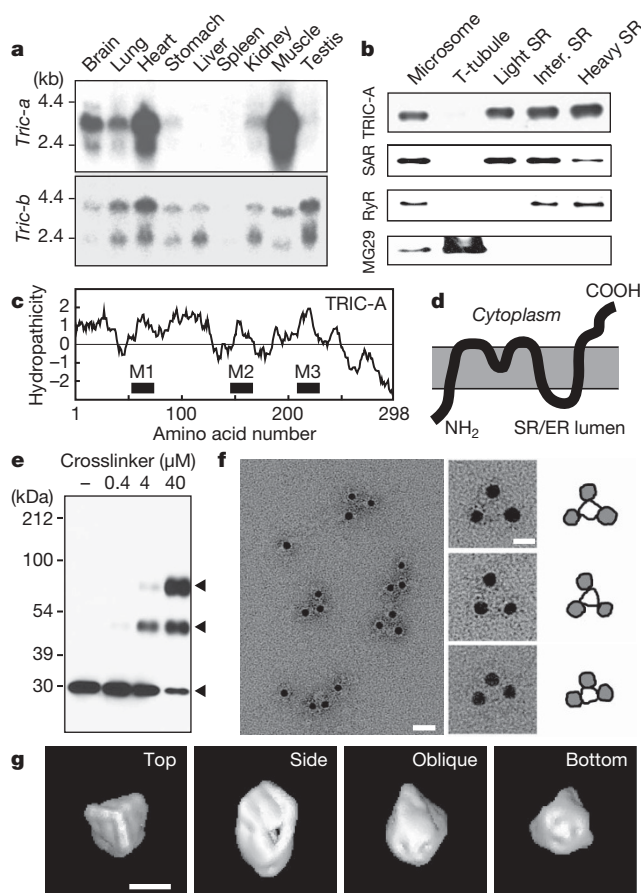 a
Brain Lung Heart Stomach Liver Spleen Kidney Muscle Testis
(kb)
Tric-a
4.4
2.4
Tric-b
4.4
2.4
b
Microsome T-tubule Light SR Inter. SR Heavy SR
TRIC-A
SAR
RyR
MG29
c
Hydropathicity
2
1
0
−1
−2
TRIC-A
M1 M2 M3
1 100 200 298
Amino acid number
d
COOH
Cytoplasm
NH2 SR/ER lumen
e
Crosslinker (µM)
(kDa) – 0.4 4 40
212
100
54
39
30
f
g
Top Side Oblique Bottom